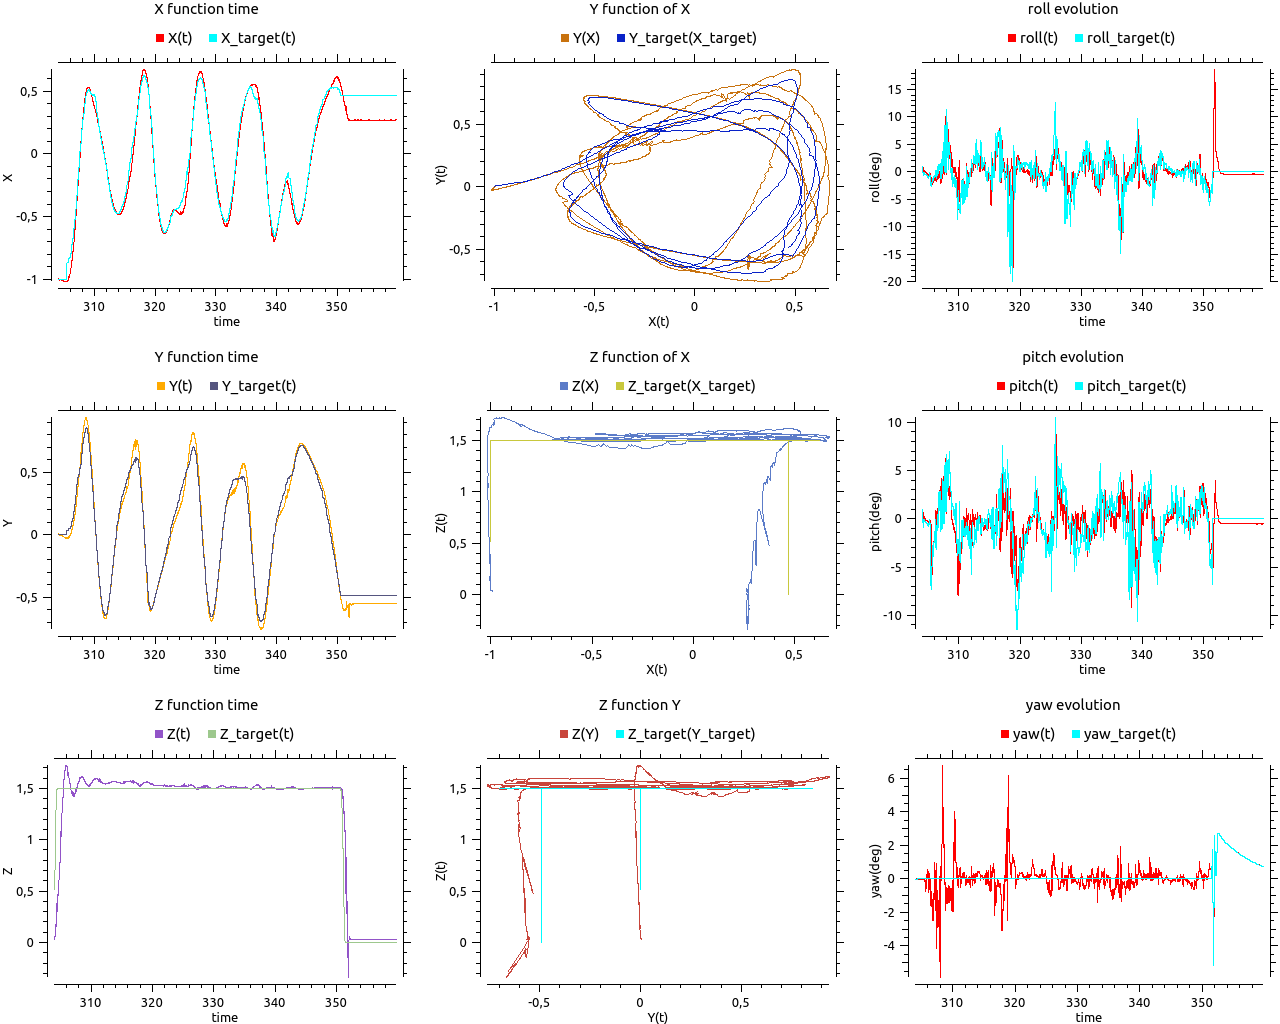 X function time
X(t) X_target(t)
0,5
0
-0,5
-1
X
310 320 330 340 350
time
Y function of X
Y(X) Y_target(X_target)
0,5
0
-0,5
Y(t)
-1 -0,5 0 0,5
X(t)
roll evolution
roll(t) roll_target(t)
15
10
5
0
-5
-10
-15
-20
roll(deg)
310 320 330 340 350
time
Y function time
Y(t) Y_target(t)
0,5
0
-0,5
Y
310 320 330 340 350
time
Z function of X
Z(X) Z_target(X_target)
1,5
1
0,5
0
Z(t)
-1 -0,5 0 0,5
X(t)
pitch evolution
pitch(t) pitch_target(t)
10
5
0
-5
-10
pitch(deg)
310 320 330 340 350
time
Z function time
Z(t) Z_target(t)
1,5
1
0,5
0
Z
310 320 330 340 350
time
Z function Y
Z(Y) Z_target(Y_target)
1,5
1
0,5
0
Z(t)
-0,5 0 0,5
Y(t)
yaw evolution
yaw(t) yaw_target(t)
6
4
2
0
-2
-4
yaw(deg)
310 320 330 340 350
time